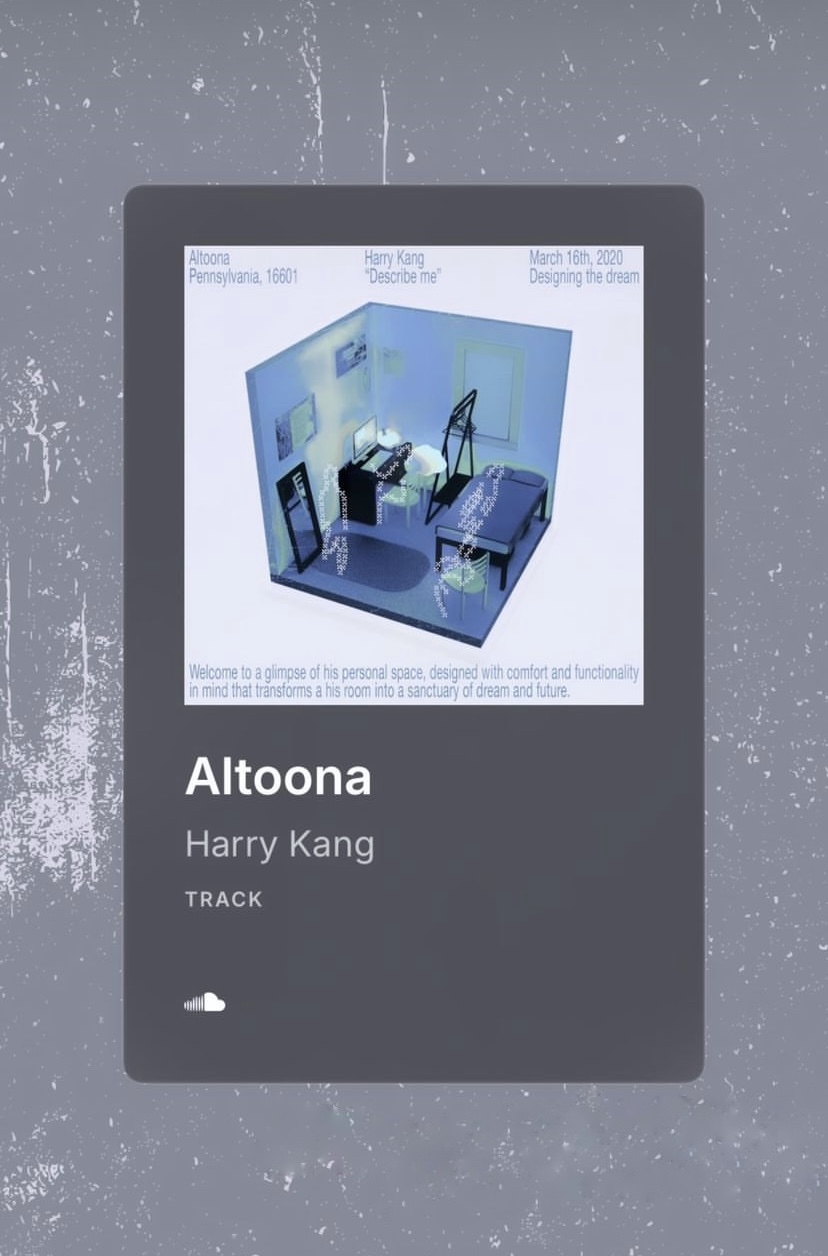 Altoona
Pennsylvania, 16601
Harry Kang
“Describe me”
March 16th, 2020
Designing the dream
Welcome to a glimpse of his personal space, designed with comfort and functionality
in mind that transforms a his room into a sanctuary of dream and future.
Altoona
Harry Kang
TRACK